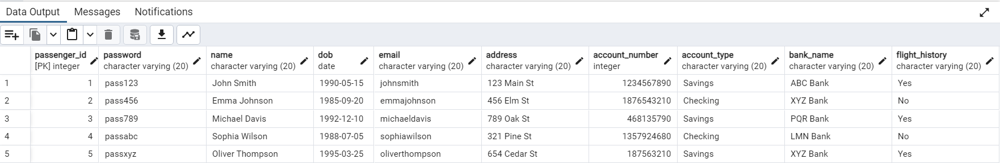 Data Output Messages Notifications
passenger_id password name dob email address account_number account_type bank_name flight_history
[PK] integer character varying (20) character varying (20) date character varying (20) character varying (20) integer character varying (20) character varying (20) character varying (20)
1 1 pass123 John Smith 1990-05-15 johnsmith 123 Main St 1234567890 Savings ABC Bank Yes
2 2 pass456 Emma Johnson 1985-09-20 emmajohnson 456 Elm St 1876543210 Checking XYZ Bank No
3 3 pass789 Michael Davis 1992-12-10 michaeldavis 789 Oak St 468135790 Savings PQR Bank Yes
4 4 passabc Sophia Wilson 1988-07-05 sophiawilson 321 Pine St 1357924680 Checking LMN Bank No
5 5 passxyz Oliver Thompson 1995-03-25 oliverthompson 654 Cedar St 187563210 Savings XYZ Bank Yes